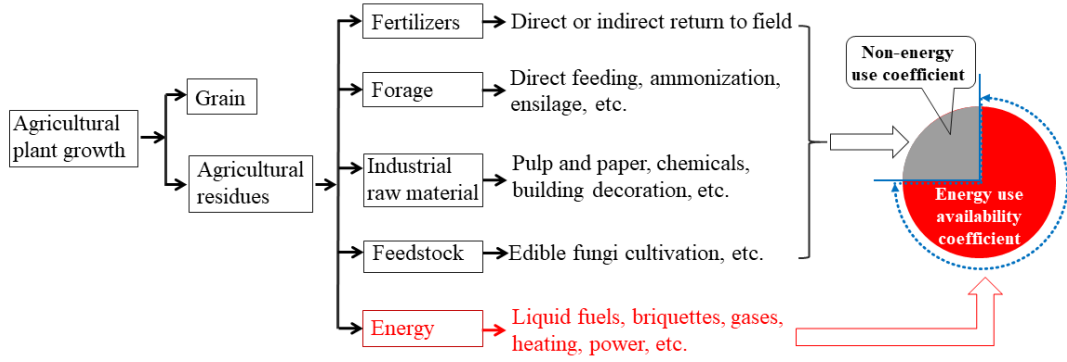 Agricultural
plant growth
Grain
Agricultural
residues
Fertilizers
Direct or indirect return to field
Forage
Direct feeding, ammonization,
ensilage, etc.
Industrial
raw material
Pulp and paper, chemicals,
building decoration, etc.
Feedstock
Edible fungi cultivation, etc.
Energy
Liquid fuels, briquettes, gases,
heating, power, etc.
Non-energy
use coefficient
Energy use
availability
coefficient